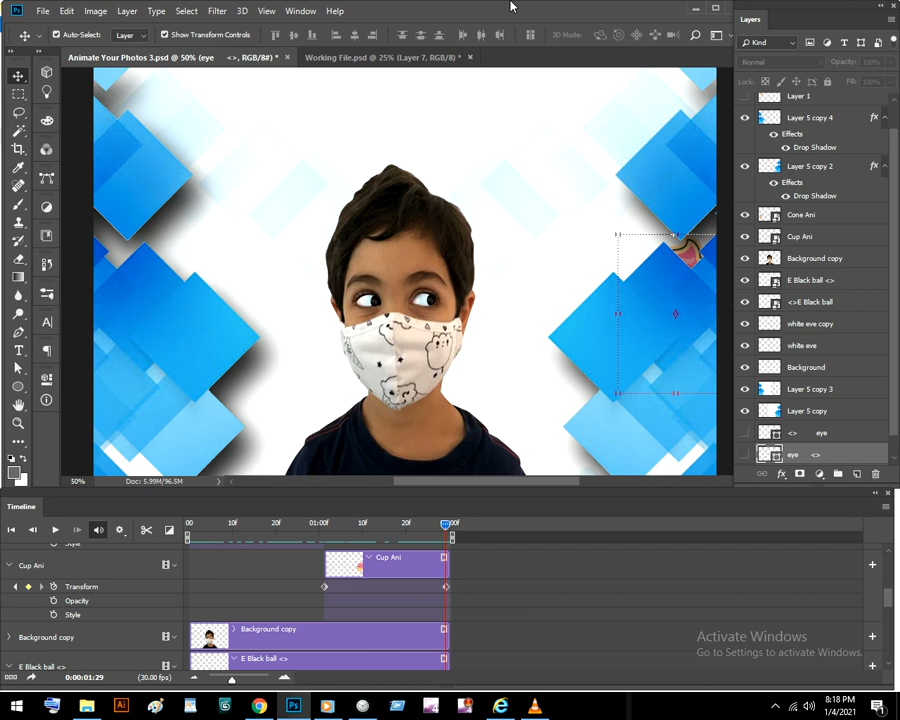 Ps File Edit Image Layer Type Select Filter 3D View Window Help
Auto-Select: Layer Show Transform Controls 3D Mode:
Animate Your Photos 3.psd @ 50% (eye <>, RGB/8#) * ×
Working File.psd @ 25% (Layer 7, RGB/8) * ×
50% Doc: 5.99M/96.5M
Layers
Kind
Normal Opacity: 100%
Lock: Fill: 100%
Layer 1
Layer 5 copy 4 fx
Effects
Drop Shadow
Layer 5 copy 2 fx
Effects
Drop Shadow
Cone Ani
Cup Ani
Background copy
E Black ball <>
<>E Black ball
white eve copy
white eve
Background
Layer 5 copy 3
Layer 5 copy
<> eye
eye <>
Timeline
00 10f 20f 01:00f 10f 20f 00f
Style
Cup Ani Cup Ani
Transform
Opacity
Style
Background copy Background copy
E Black ball <> E Black ball <>
0:00:01:29 (30.00 fps)
Activate Windows
Go to Settings to activate Windows.
Ai Ps
8:18 PM
1/4/2021